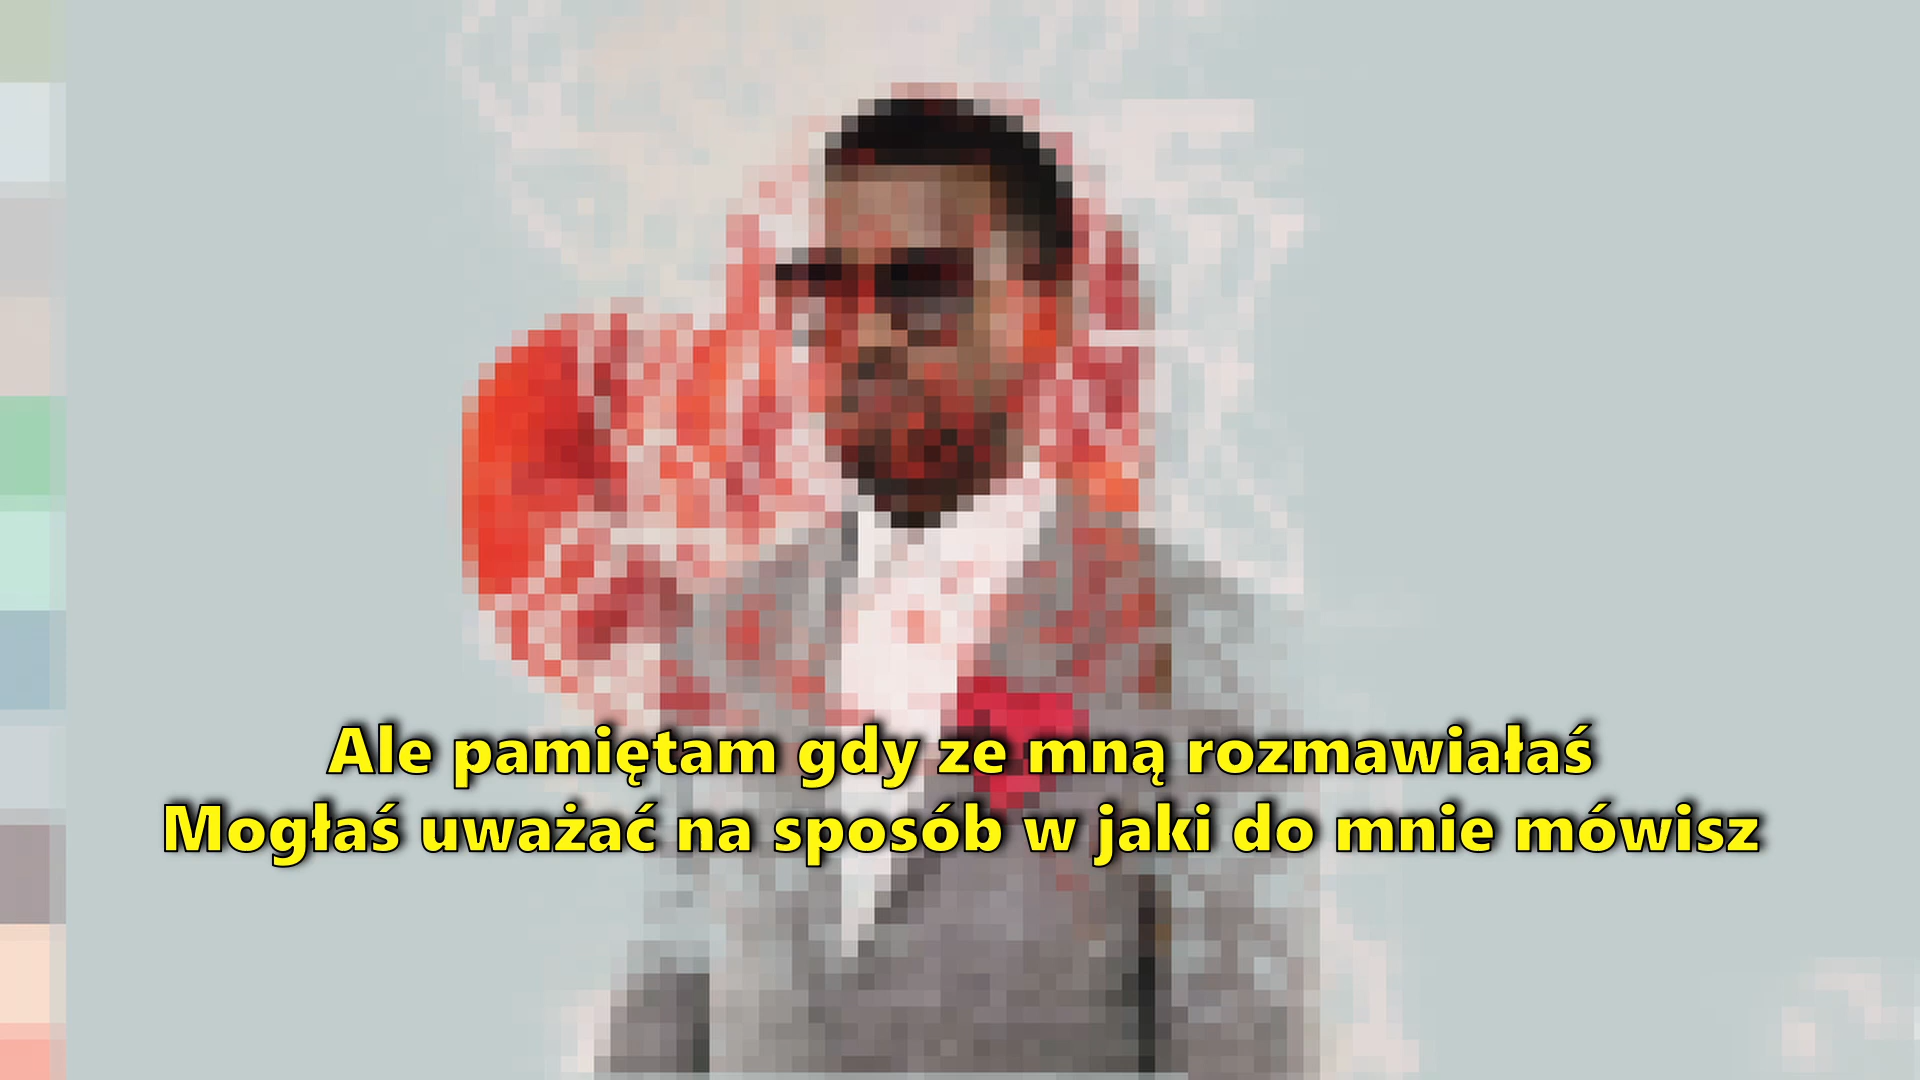 Ale pamiętam gdy ze mną rozmawiałaś
Mogłaś uważać na sposób w jaki do mnie mówisz